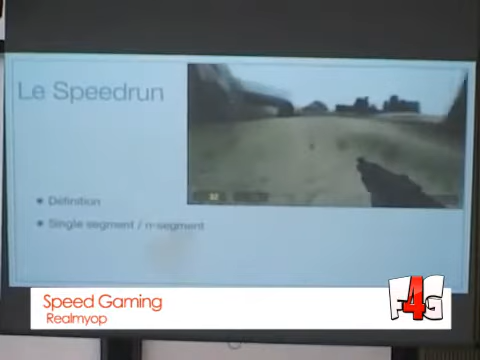 Le Speedrun
Définition
Single segment / n-segment
Speed Gaming
Realmyop
F4G